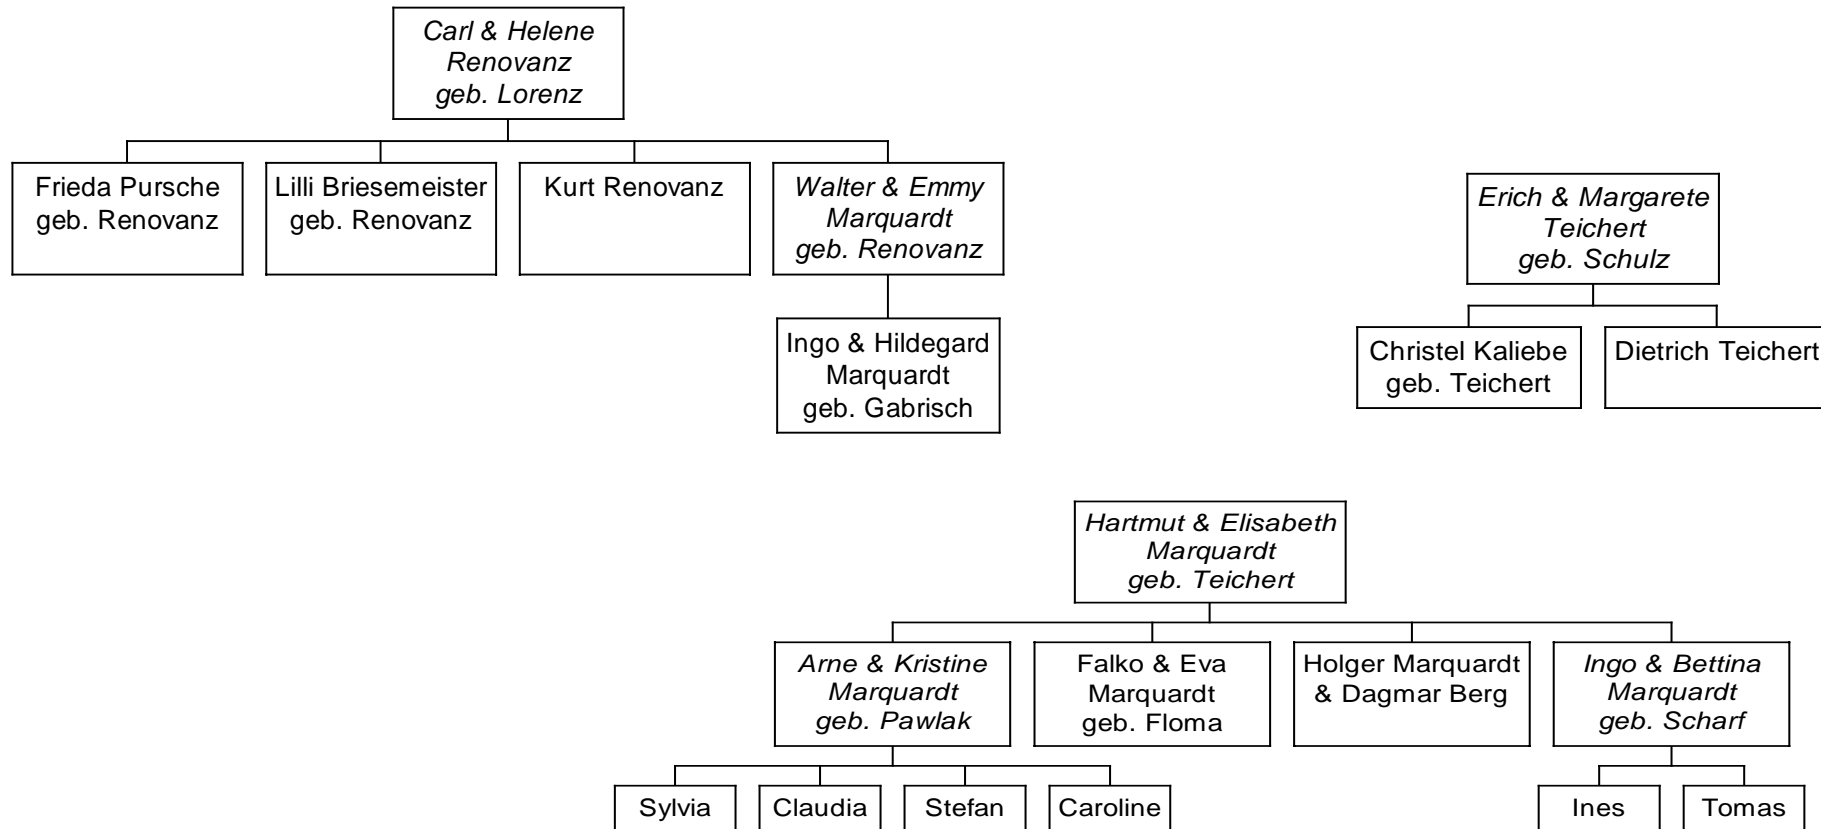 Carl & Helene
Renovanz
geb. Lorenz
Frieda Pursche
geb. Renovanz
Lilli Briesemeister
geb. Renovanz
Kurt Renovanz
Walter & Emmy
Marquardt
geb. Renovanz
Erich & Margarete
Teichert
geb. Schulz
Ingo & Hildegard
Marquardt
geb. Gabrisch
Christel Kaliebe
geb. Teichert
Dietrich Teichert
Hartmut & Elisabeth
Marquardt
geb. Teichert
Arne & Kristine
Marquardt
geb. Pawlak
Falko & Eva
Marquardt
geb. Floma
Holger Marquardt
& Dagmar Berg
Ingo & Bettina
Marquardt
geb. Scharf
Sylvia
Claudia
Stefan
Caroline
Ines
Tomas